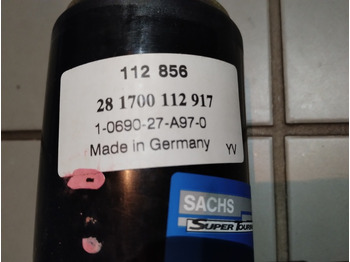 112 856
28 1700 112 917
1-0690-27-A97-0
Made in Germany YV
SACHS
SUPER